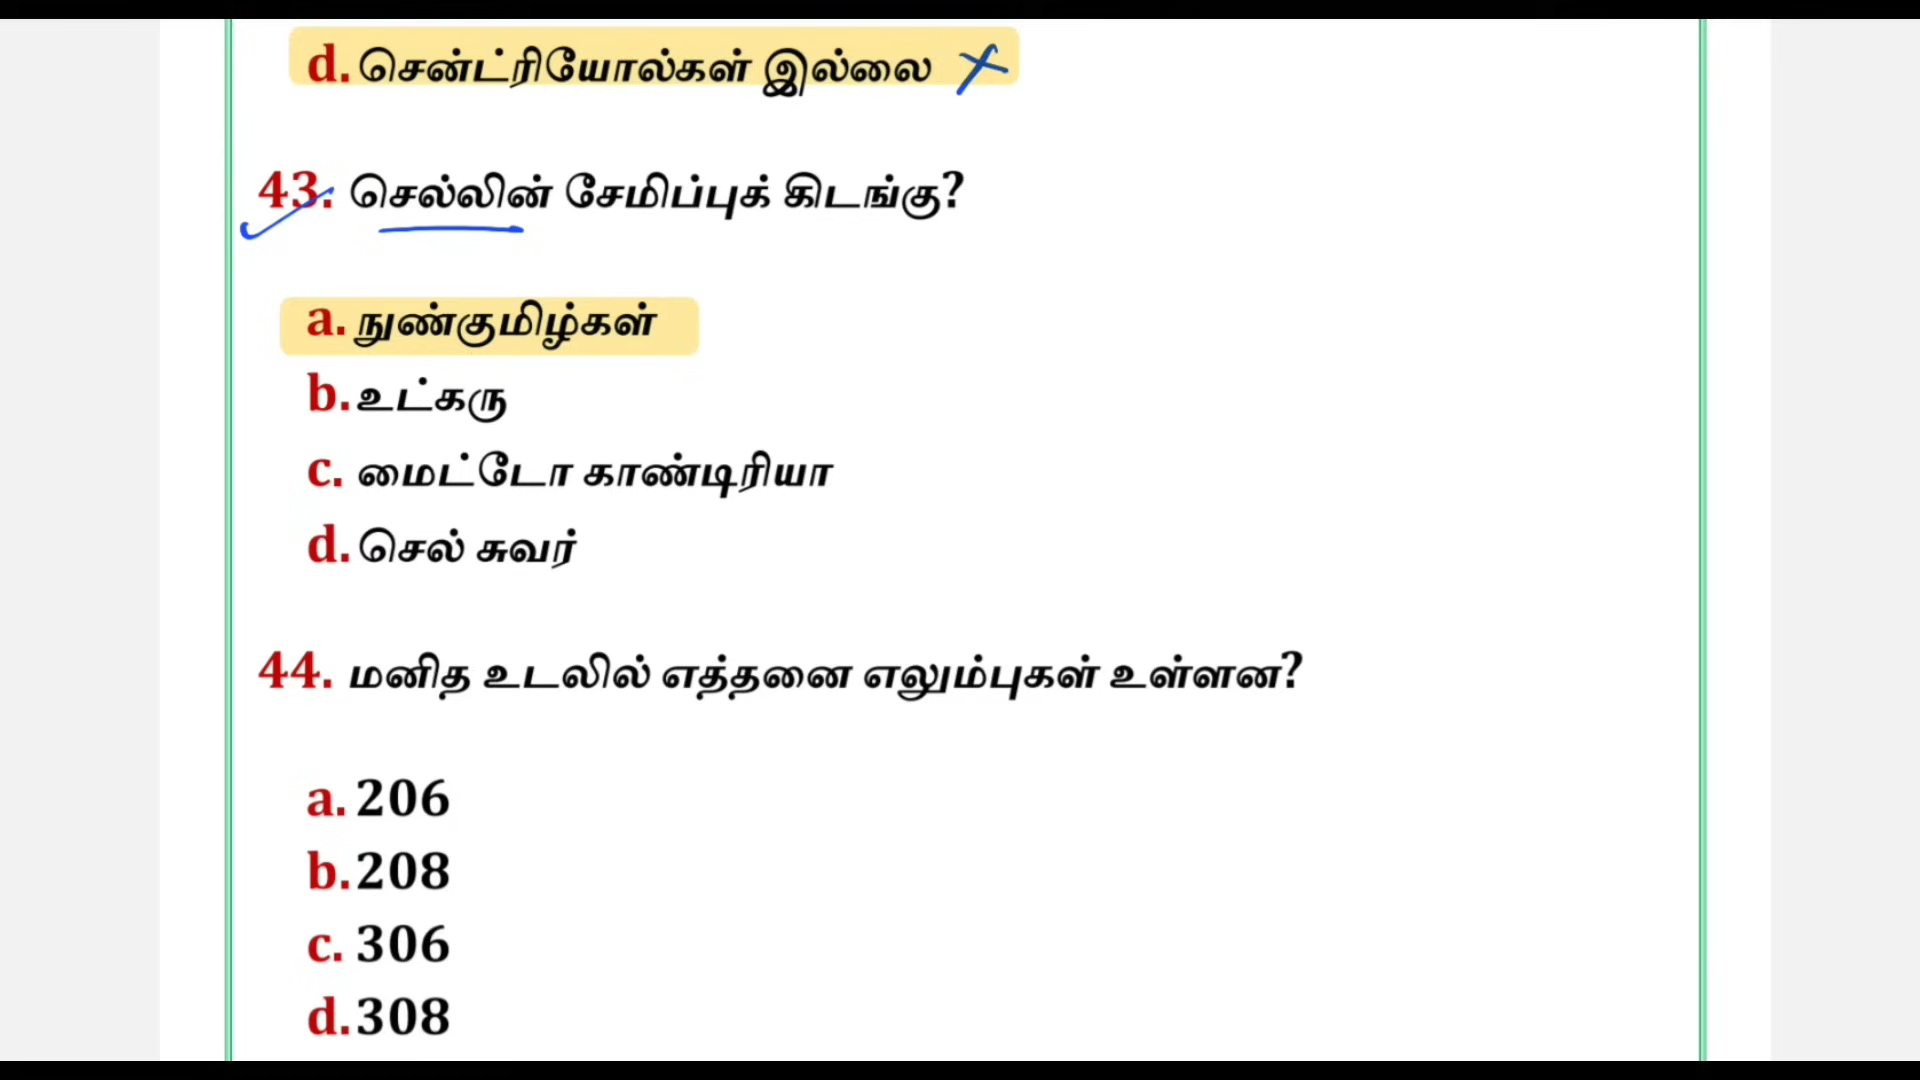 d. சென்ட்ரியோல்கள் இல்லை
43. செல்லின் சேமிப்புக் கிடங்கு?
a. நுண்குமிழ்கள்
b. உட்கரு
c. மைட்டோ காண்டிரியா
d. செல் சுவர்
44. மனித உடலில் எத்தனை எலும்புகள் உள்ளன?
a. 206
b. 208
c. 306
d. 308